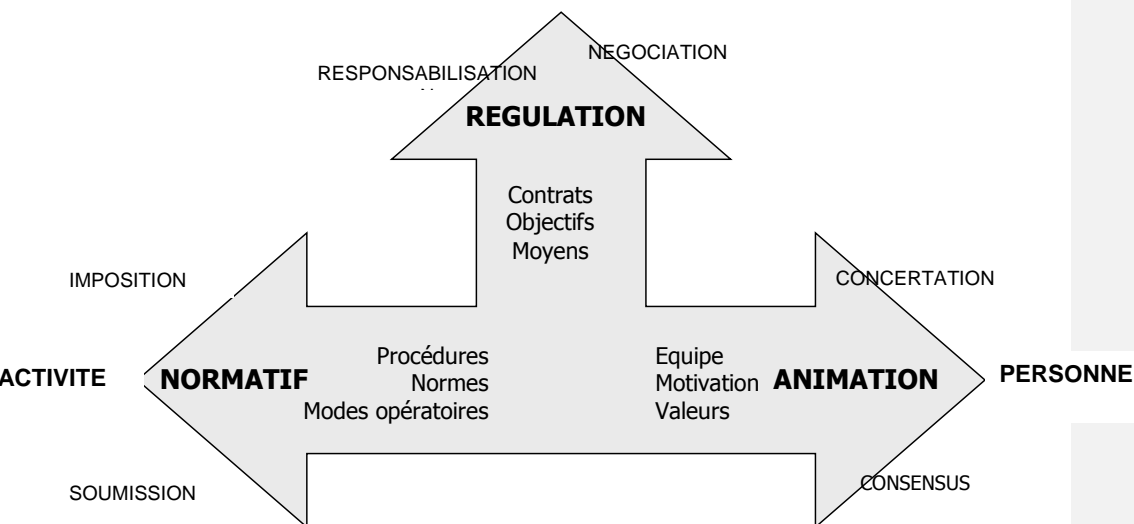 NEGOCIATION
RESPONSABILISATION
REGULATION
Contrats
Objectifs
Moyens
IMPOSITION
CONCERTATION
ACTIVITE
NORMATIF
Procédures
Normes
Modes opératoires
Equipe
Motivation
Valeurs
ANIMATION
PERSONNE
SOUMISSION
CONSENSUS